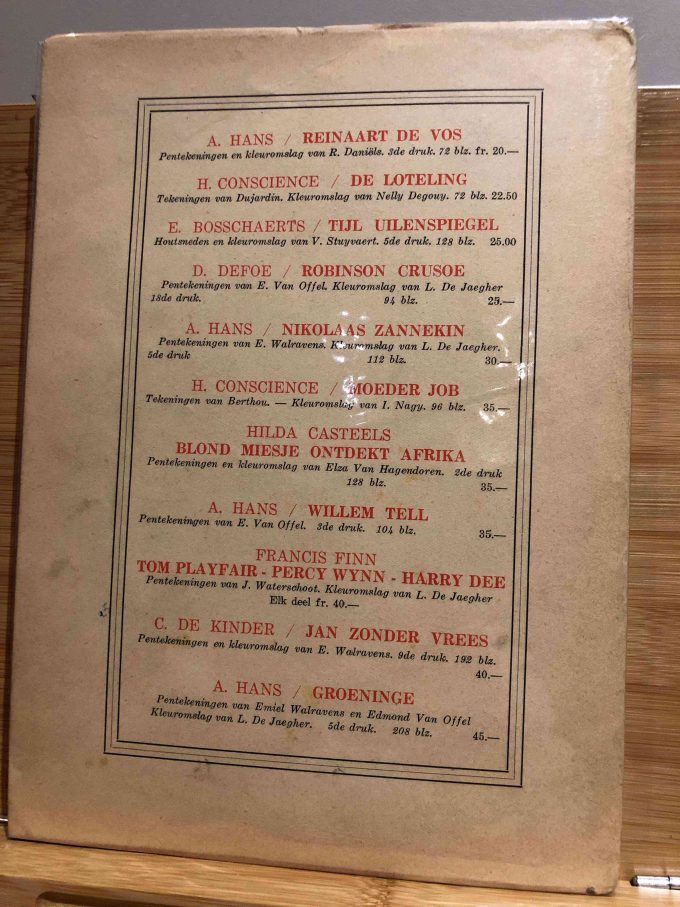 A. HANS / REINAART DE VOS
Pentekeningen en kleuromslag van R. Daniëls. 3de druk. 72 blz. fr. 20.—
H. CONSCIENCE / DE LOTELING
Tekeningen van Dujardin. Kleuromslag van Nelly Degouy. 72 blz. 22.50
E. BOSSCHAERTS / TIJL UILENSPIEGEL
Houtsneden en kleuromslag van V. Stuyvaert. 5de druk. 128 blz. 25.00
D. DEFOE / ROBINSON CRUSOE
Pentekeningen van E. Van Offel. Kleuromslag van L. De Jaegher
18de druk. 94 blz. 25.—
A. HANS / NIKOLAAS ZANNEKIN
Pentekeningen van E. Walravens. Kleuromslag van L. De Jaegher.
5de druk 112 blz. 30.—
H. CONSCIENCE / MOEDER JOB
Tekeningen van Berthou. — Kleuromslag van I. Nagy. 96 blz. 35.—
HILDA CASTEELS
BLOND MIESJE ONTDEKT AFRIKA
Pentekeningen en kleuromslag van Elza Van Hagendoren. 2de druk
128 blz. 35.—
A. HANS / WILLEM TELL
Pentekeningen van E. Van Offel. 3de druk. 104 blz. 35.—
FRANCIS FINN
TOM PLAYFAIR - PERCY WYNN - HARRY DEE
Pentekeningen van J. Waterschoot. Kleuromslag van L. De Jaegher
Elk deel fr. 40.—
C. DE KINDER / JAN ZONDER VREES
Pentekeningen en kleuromslag van E. Walravens. 9de druk. 192 blz.
40.—
A. HANS / GROENINGE
Pentekeningen van Emiel Walravens en Edmond Van Offel
Kleuromslag van L. De Jaegher. 5de druk. 208 blz. 45.—